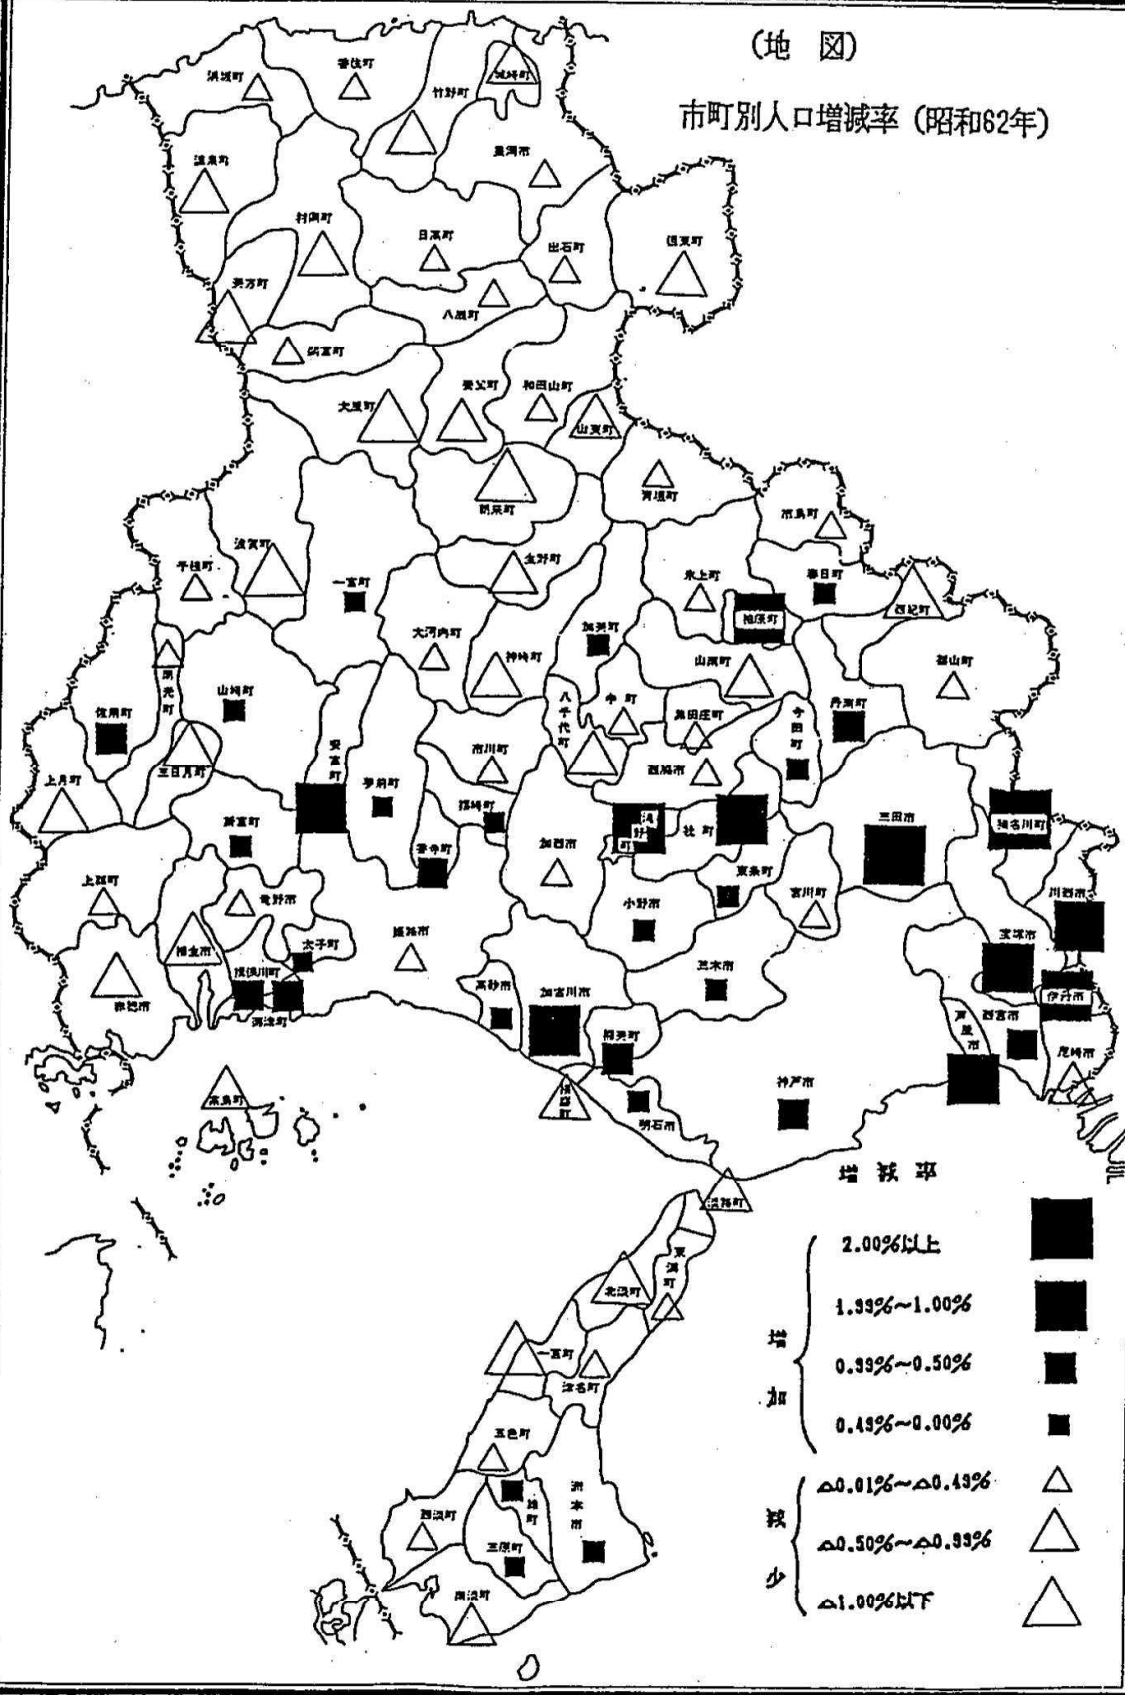 (地 図)
市町別人口増減率 (昭和62年)
浜坂町
香住町
竹野町
城崎町
温泉町
豊岡市
村岡町
日高町
出石町
但東町
美方町
八鹿町
関宮町
大屋町
養父町
和田山町
山東町
朝来町
青垣町
市島町
波賀町
千種町
一宮町
生野町
氷上町
柏原町
春日町
西紀町
大河内町
神崎町
加美町
山南町
篠山町
南光町
山崎町
佐用町
三日月町
上月町
安富町
夢前町
市川町
八千代町
中町
黒田庄町
今田町
丹南町
西脇市
新宮町
福崎町
香寺町
加西市
滝野町
社町
三田市
猪名川町
東条町
吉川町
川西市
上郡町
竜野市
相生市
太子町
姫路市
小野市
三木市
宝塚市
揖保川町
御津町
赤穂市
高砂市
加古川市
稲美町
伊丹市
西宮市
芦屋市
尼崎市
家島町
播磨町
明石市
神戸市
淡路町
東浦町
北淡町
一宮町
津名町
五色町
緑町
洲本市
西淡町
三原町
南淡町
増減率
増加
2.00%以上
1.99%~1.00%
0.99%~0.50%
0.49%~0.00%
減少
△0.01%~△0.49%
△0.50%~△0.99%
△1.00%以下